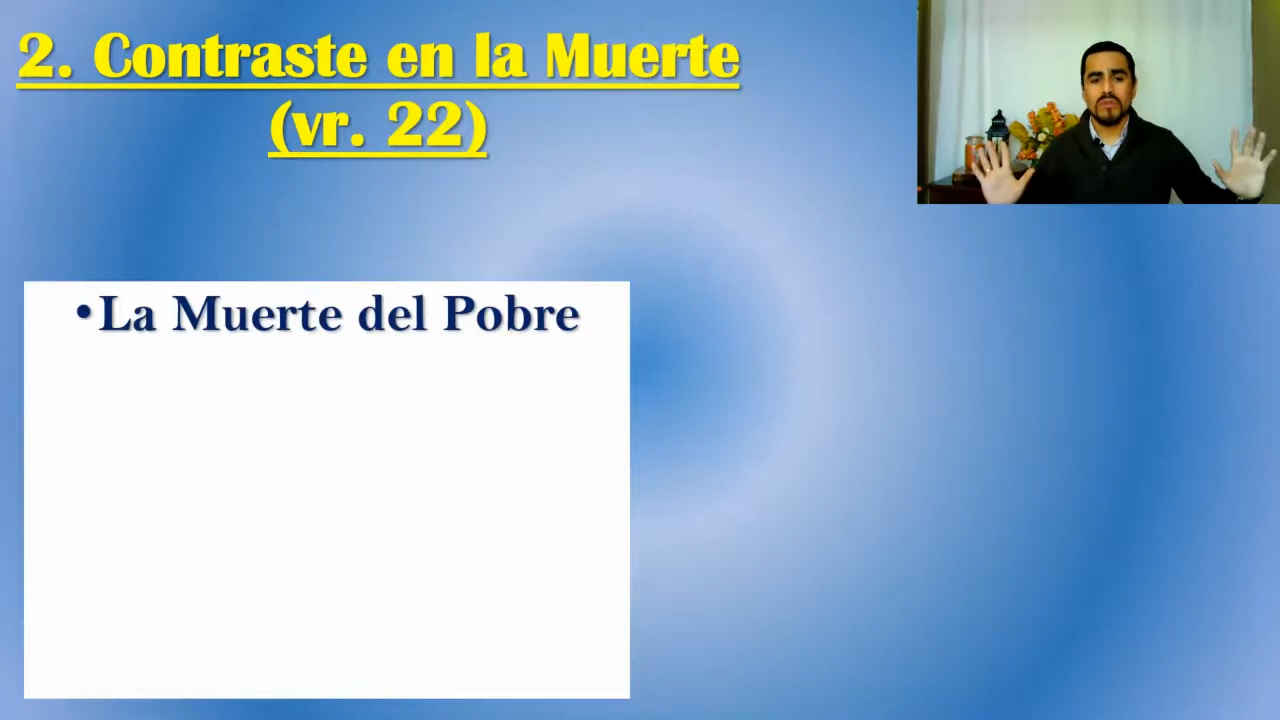 2. Contraste en la Muerte
(vr. 22)
•La Muerte del Pobre